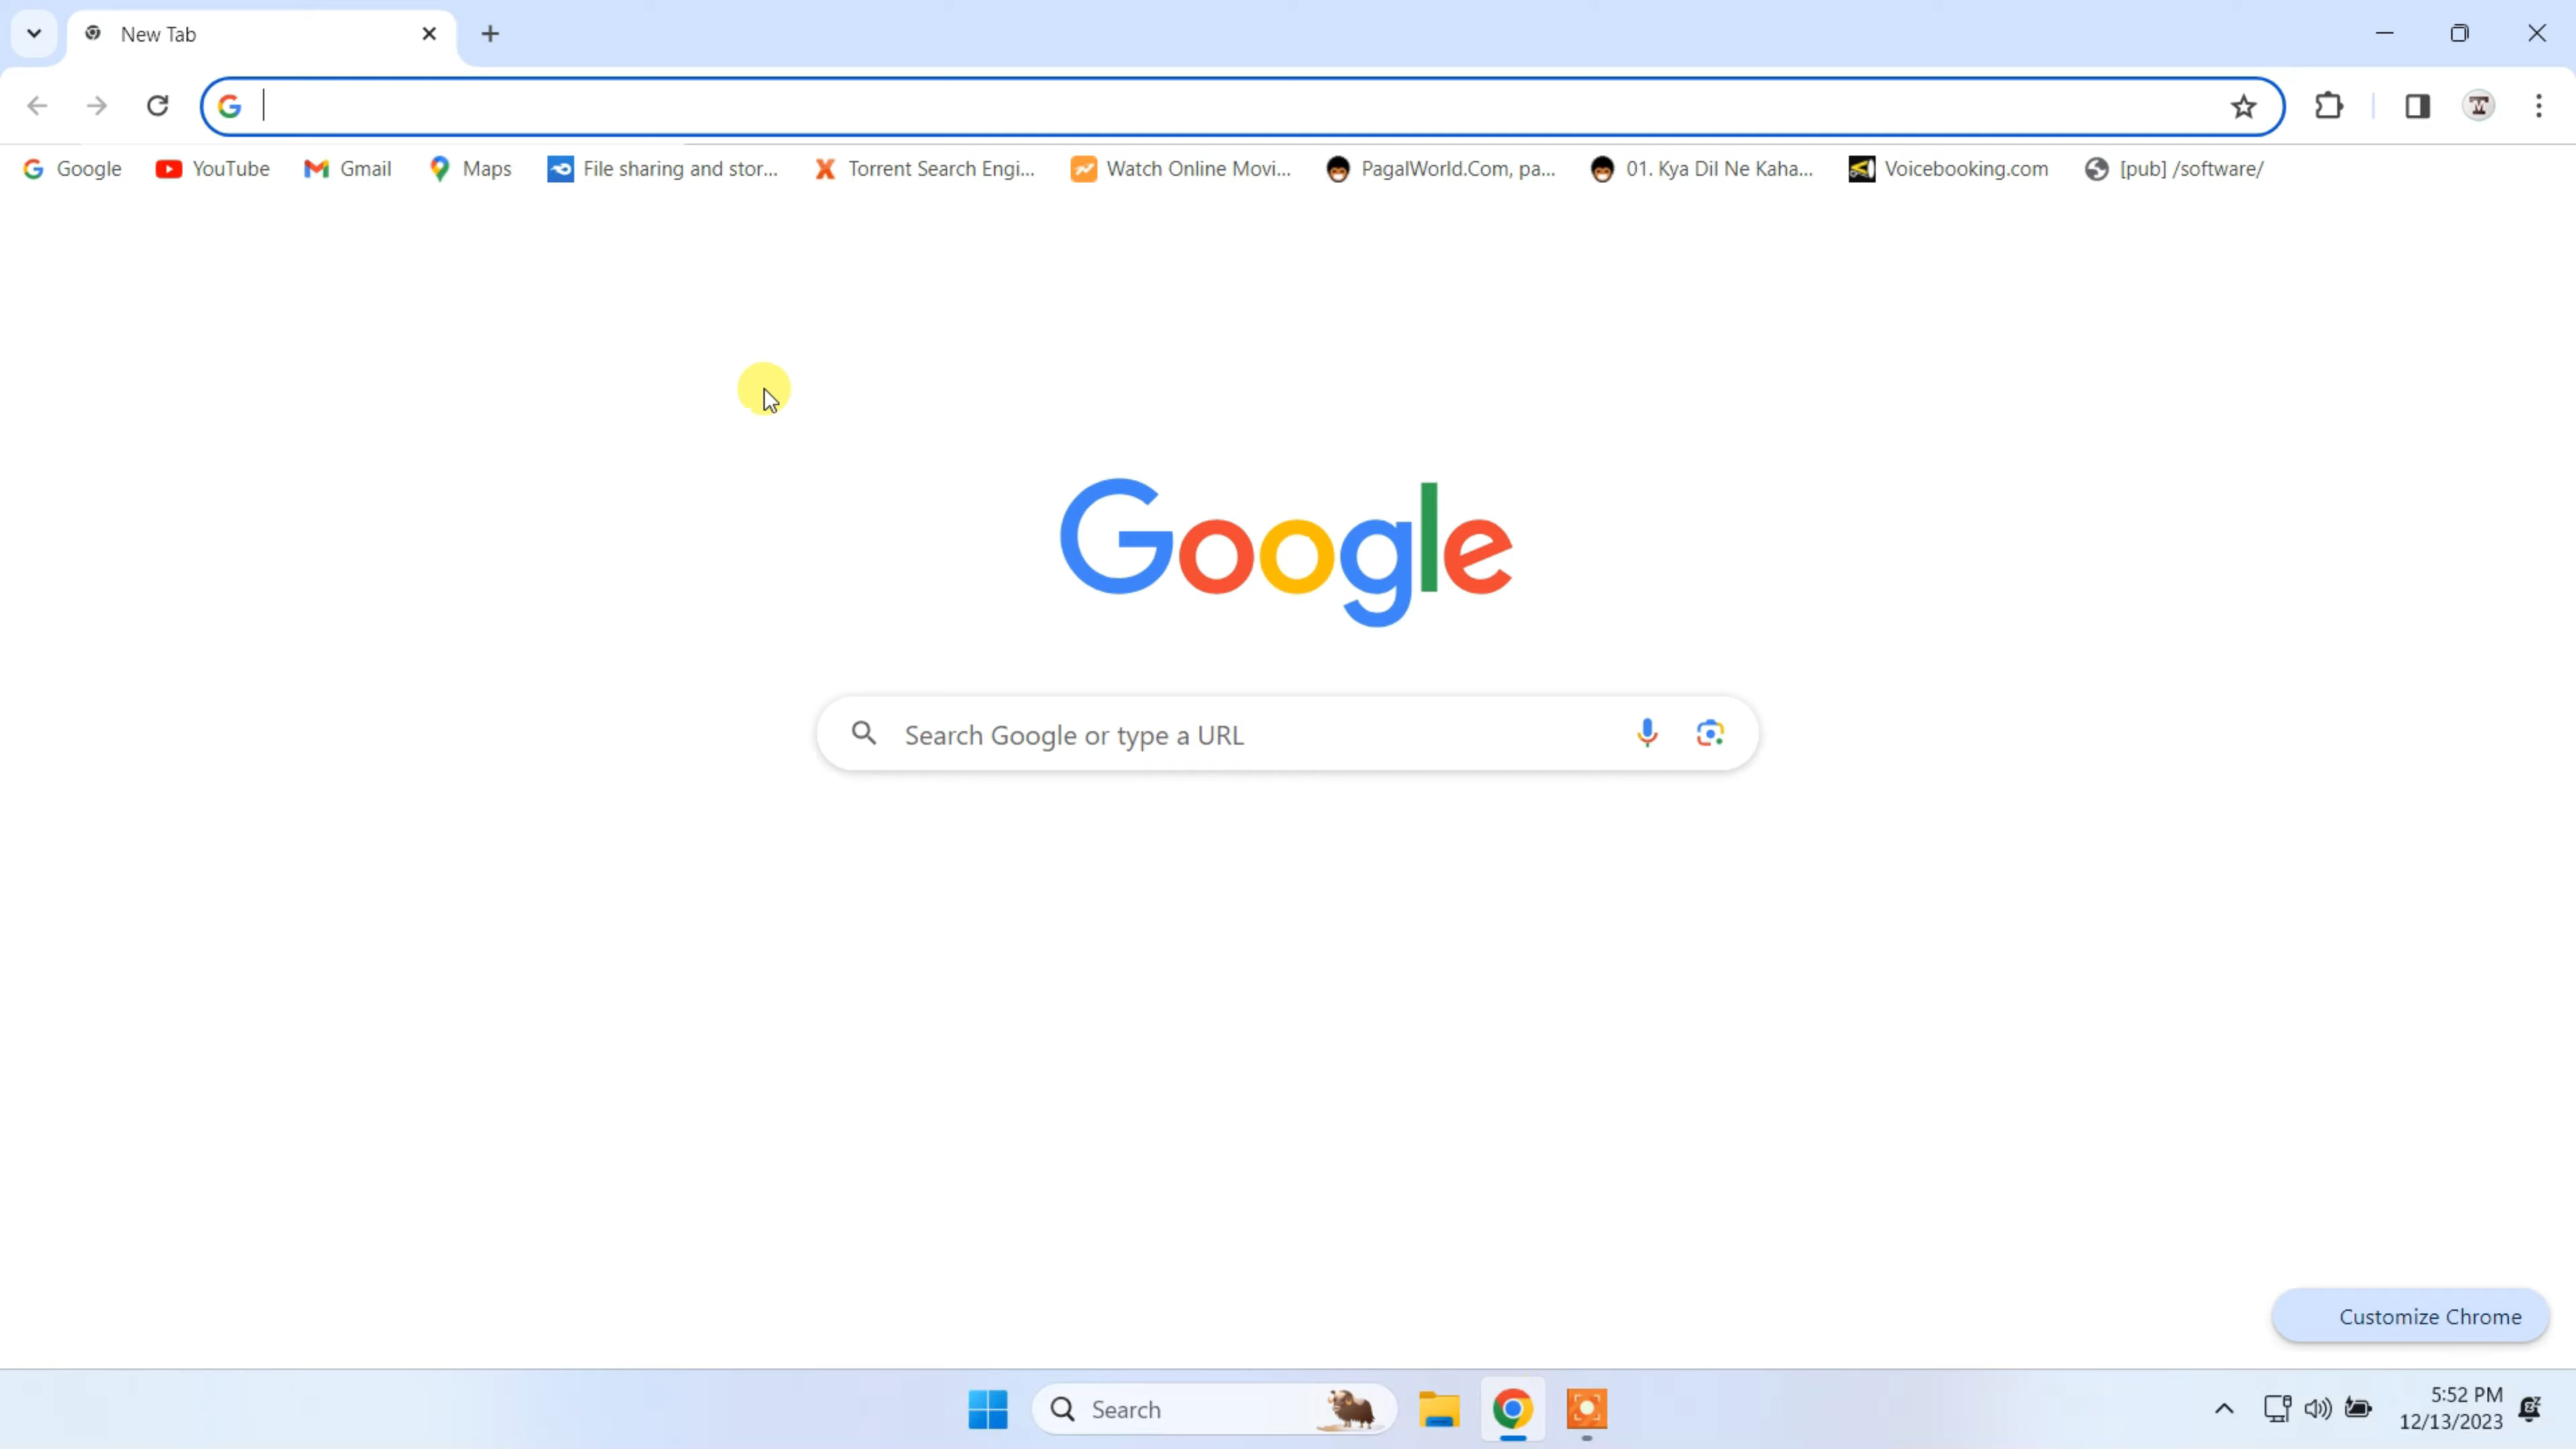 New Tab
Google YouTube Gmail Maps File sharing and stor... Torrent Search Engi... Watch Online Movi... PagalWorld.Com, pa... 01. Kya Dil Ne Kaha... Voicebooking.com [pub] /software/
Google
Search Google or type a URL
Customize Chrome
Search
5:52 PM
12/13/2023